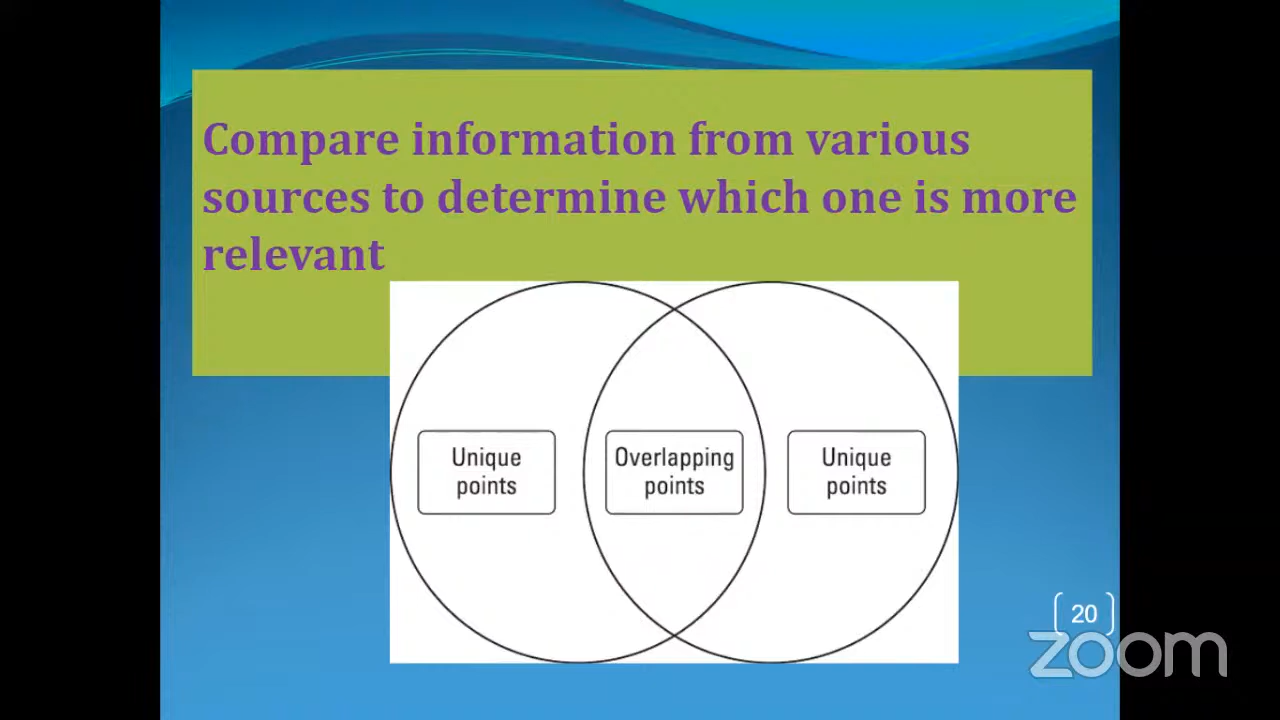 Compare information from various
sources to determine which one is more
relevant
Unique
points
Overlapping
points
Unique
points
20
zoom